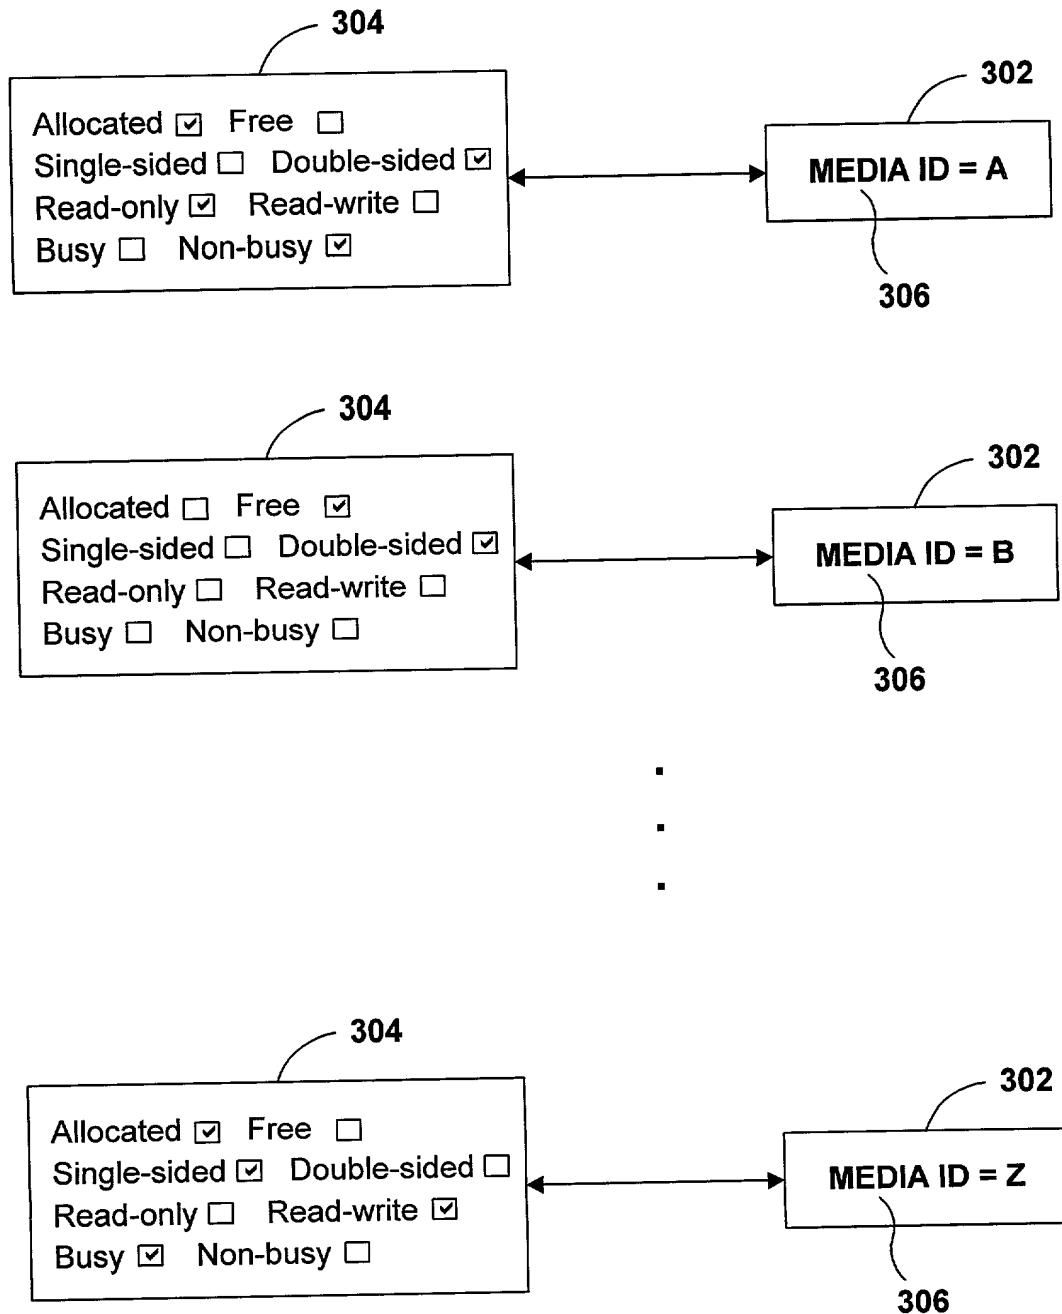 304
302
Allocated ☑ Free ☐
Single-sided ☐ Double-sided ☑
Read-only ☑ Read-write ☐
Busy ☐ Non-busy ☑
MEDIA ID = A
306
304
302
Allocated ☐ Free ☑
Single-sided ☐ Double-sided ☑
Read-only ☐ Read-write ☐
Busy ☐ Non-busy ☐
MEDIA ID = B
306
304
302
Allocated ☑ Free ☐
Single-sided ☑ Double-sided ☐
Read-only ☐ Read-write ☑
Busy ☑ Non-busy ☐
MEDIA ID = Z
306